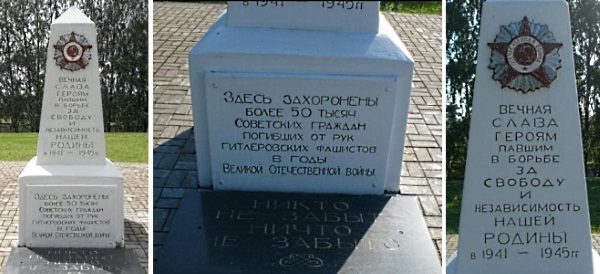 ВЕЧНАЯ
СЛАВА
ГЕРОЯМ
ПАВШИМ
В БОРЬБЕ
ЗА
СВОБОДУ
И
НЕЗАВИСИМОСТЬ
НАШЕЙ
РОДИНЫ
в 1941 – 1945гг
ЗДЕСЬ ЗАХОРОНЕНЫ
БОЛЕЕ 50 ТЫСЯЧ
СОВЕТСКИХ ГРАЖДАН
ПОГИБШИХ ОТ РУК
ГИТЛЕРОВСКИХ ФАШИСТОВ
В ГОДЫ
ВЕЛИКОЙ ОТЕЧЕСТВЕННОЙ ВОЙНЫ
в 1941 1945гг
ЗДЕСЬ ЗАХОРОНЕНЫ
БОЛЕЕ 50 ТЫСЯЧ
СОВЕТСКИХ ГРАЖДАН
ПОГИБШИХ ОТ РУК
ГИТЛЕРОВСКИХ ФАШИСТОВ
В ГОДЫ
ВЕЛИКОЙ ОТЕЧЕСТВЕННОЙ ВОЙНЫ
НИКТО
НЕ ЗАБЫТ
НИЧТО
НЕ ЗАБЫТО
ВЕЧНАЯ
СЛАВА
ГЕРОЯМ
ПАВШИМ
В БОРЬБЕ
ЗА
СВОБОДУ
И
НЕЗАВИСИМОСТЬ
НАШЕЙ
РОДИНЫ
в 1941 – 1945гг